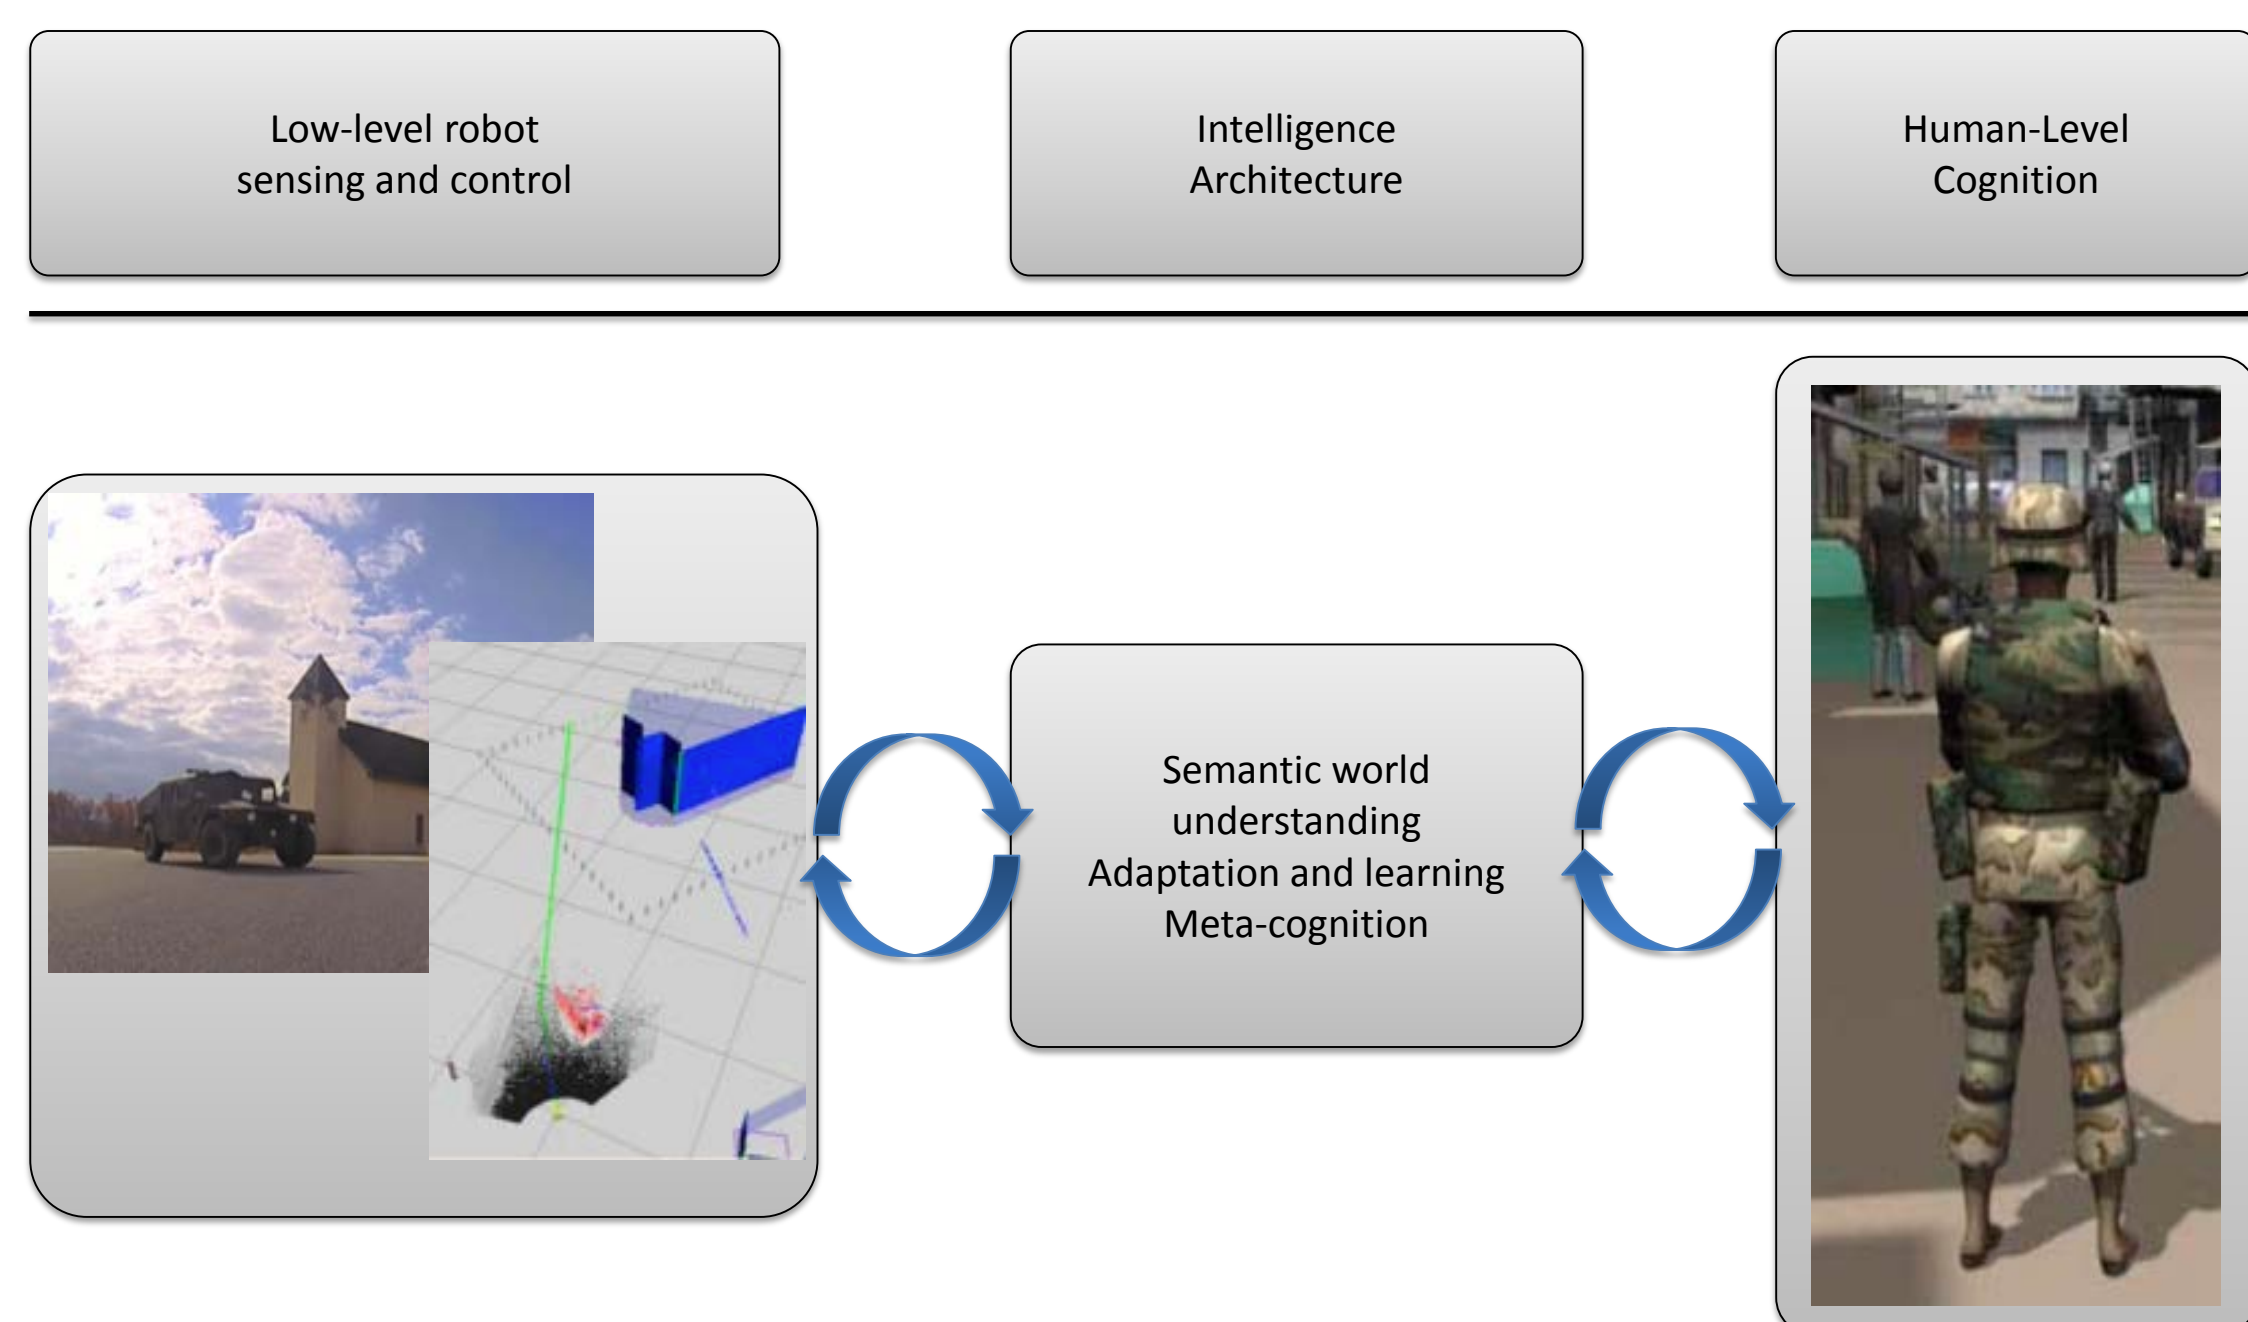 Low-level robot
sensing and control
Intelligence
Architecture
Human-Level
Cognition
Semantic world
understanding
Adaptation and learning
Meta-cognition